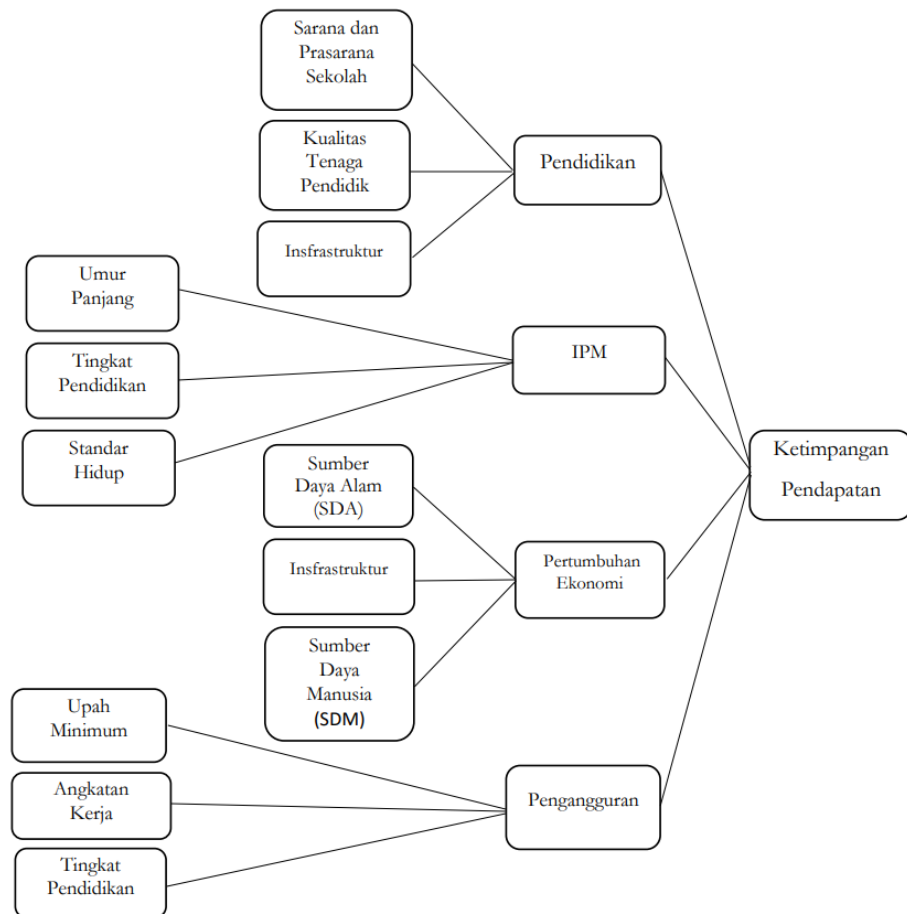 Sarana dan
Prasarana
Sekolah
Kualitas
Tenaga
Pendidik
Insfrastruktur
Pendidikan
Umur
Panjang
Tingkat
Pendidikan
Standar
Hidup
IPM
Sumber
Daya Alam
(SDA)
Insfrastruktur
Sumber
Daya
Manusia
(SDM)
Pertumbuhan
Ekonomi
Upah
Minimum
Angkatan
Kerja
Tingkat
Pendidikan
Pengangguran
Ketimpangan
Pendapatan